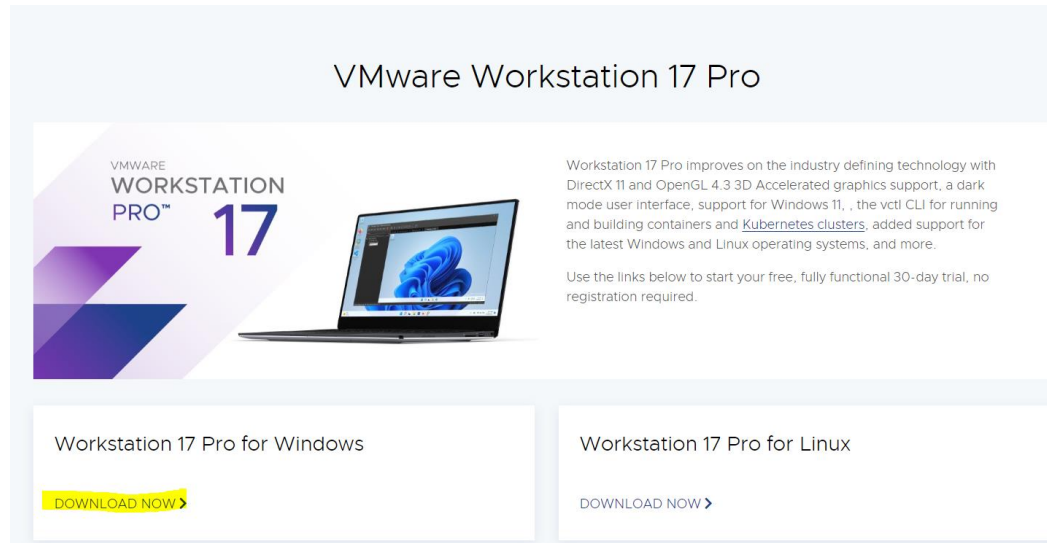 VMware Workstation 17 Pro
VMWARE
WORKSTATION
PRO™ 17
Workstation 17 Pro improves on the industry defining technology with
DirectX 11 and OpenGL 4.3 3D Accelerated graphics support, a dark
mode user interface, support for Windows 11, , the vctl CLI for running
and building containers and Kubernetes clusters, added support for
the latest Windows and Linux operating systems, and more.
Use the links below to start your free, fully functional 30-day trial, no
registration required.
Workstation 17 Pro for Windows
DOWNLOAD NOW
Workstation 17 Pro for Linux
DOWNLOAD NOW